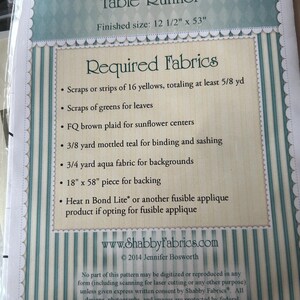 Table Runner
Finished size: 12 1/2" x 53"
Required Fabrics
• Scraps or strips of 16 yellows, totaling at least 5/8 yd
• Scraps of greens for leaves
• FQ brown plaid for sunflower centers
• 3/8 yard mottled teal for binding and sashing
• 3/4 yard aqua fabric for backgrounds
• 18" x 58" piece for backing
• Heat n Bond Lite® or another fusible applique
product if opting for fusible applique
www.ShabbyFabrics.com
© 2014 Jennifer Bosworth
No part of this pattern may be digitized or reproduced in any
form (including scanning for laser cutting or any other purpose)
unless given express written consent by Shabby Fabrics®. All